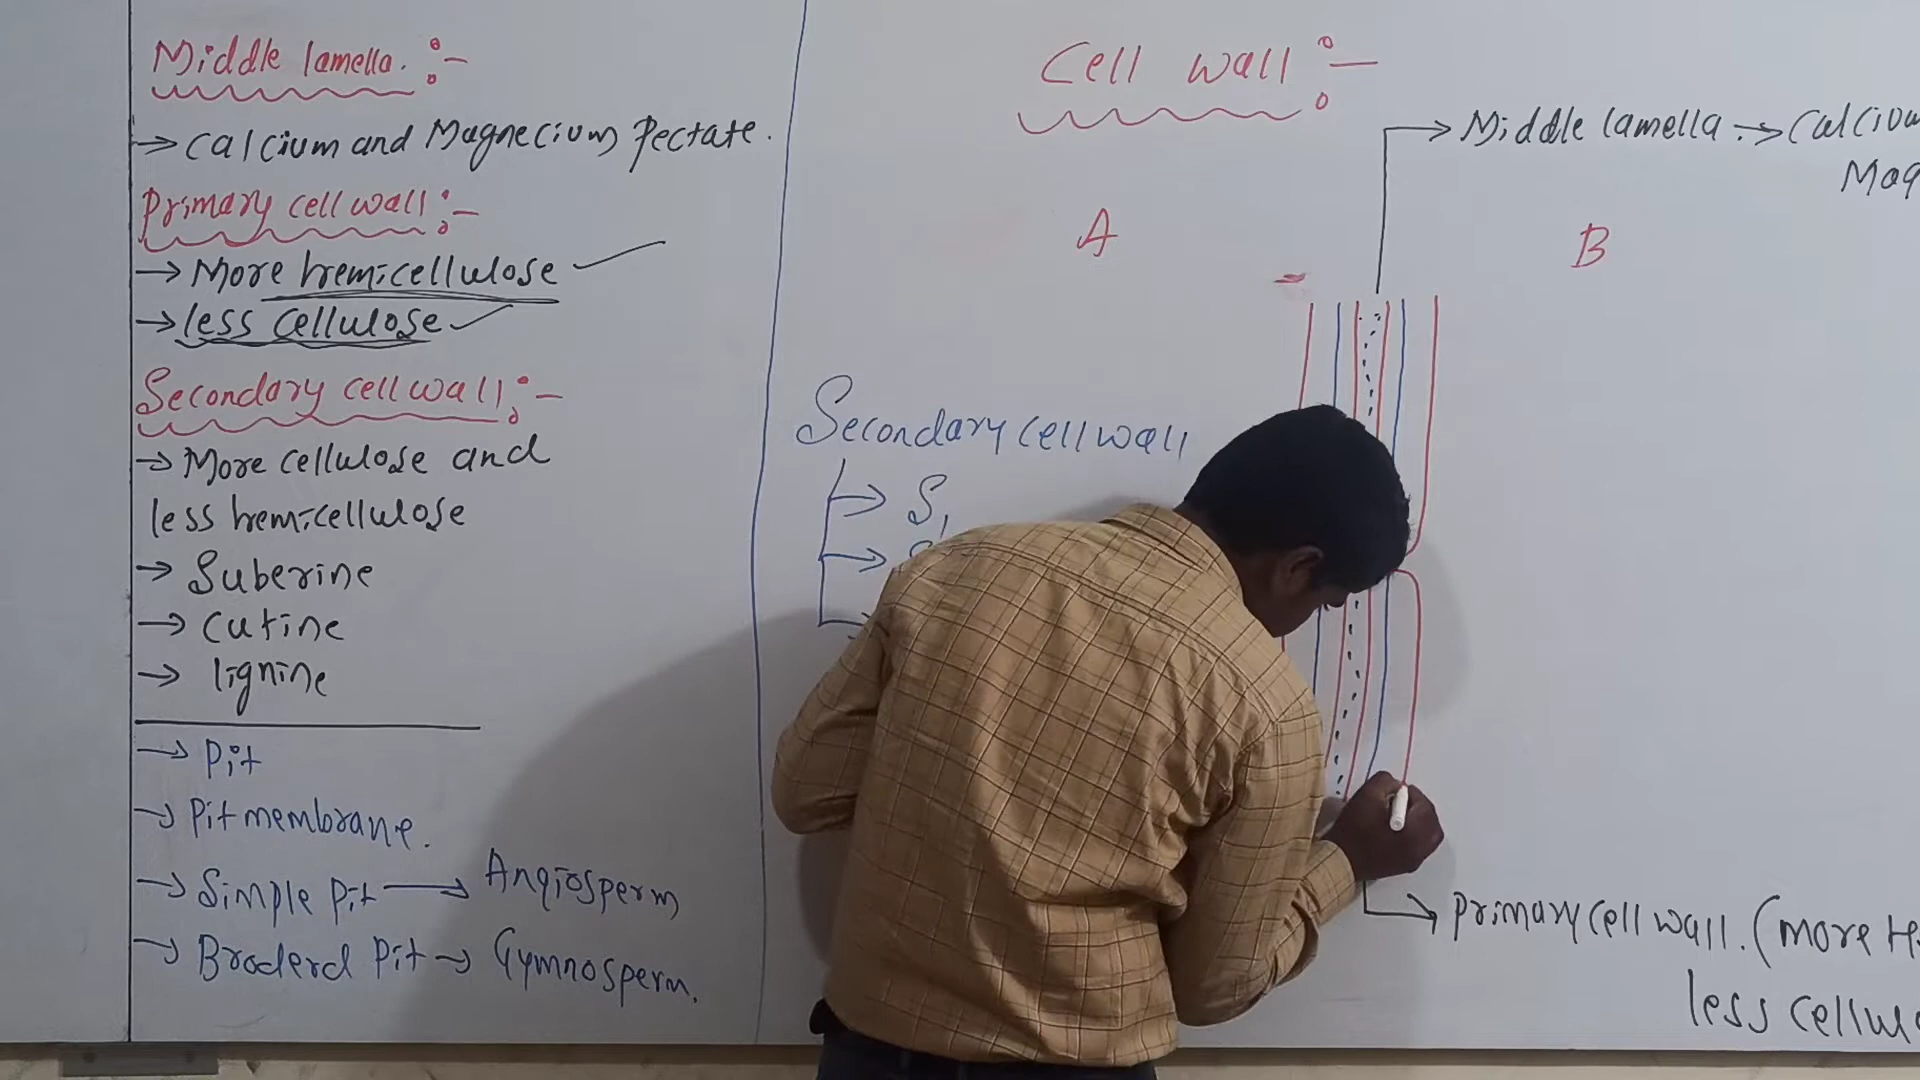 Middle lamella. :-
→ Calcium and Magnecium Pectate.
Primary cell wall :-
→ More hemicellulose ✓
→ less cellulose ✓
Secondary cell wall :-
→ More cellulose and
less hemicellulose
→ Suberine
→ Cutine
→ lignine
→ Pit
→ Pit membrane.
→ Simple Pit → Angiosperm
→ Broderd Pit → Gymnosperm.
Cell wall :-
→ Middle lamella. → Calcium
A
B
Secondary cell wall
→ S1
→ Primary cell wall. (more
less